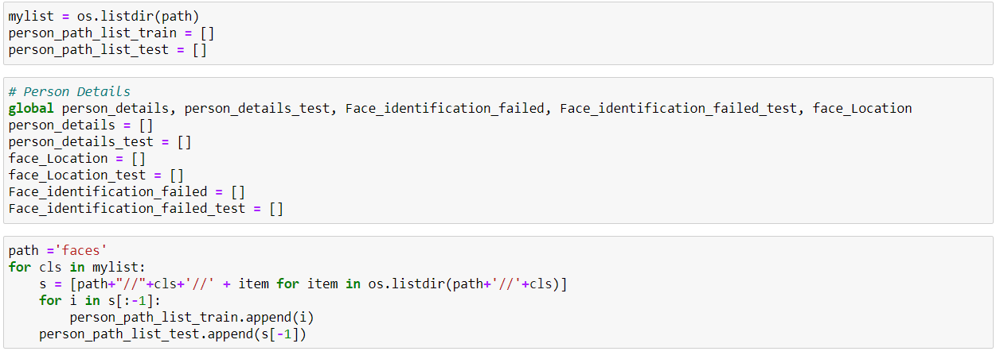 mylist = os.listdir(path)
person_path_list_train = []
person_path_list_test = []
# Person Details
global person_details, person_details_test, Face_identification_failed, Face_identification_failed_test, face_Location
person_details = []
person_details_test = []
face_Location = []
face_Location_test = []
Face_identification_failed = []
Face_identification_failed_test = []
path ='faces'
for cls in mylist:
    s = [path+"//"+cls+'//' + item for item in os.listdir(path+'//'+cls)]
    for i in s[:-1]:
        person_path_list_train.append(i)
    person_path_list_test.append(s[-1])